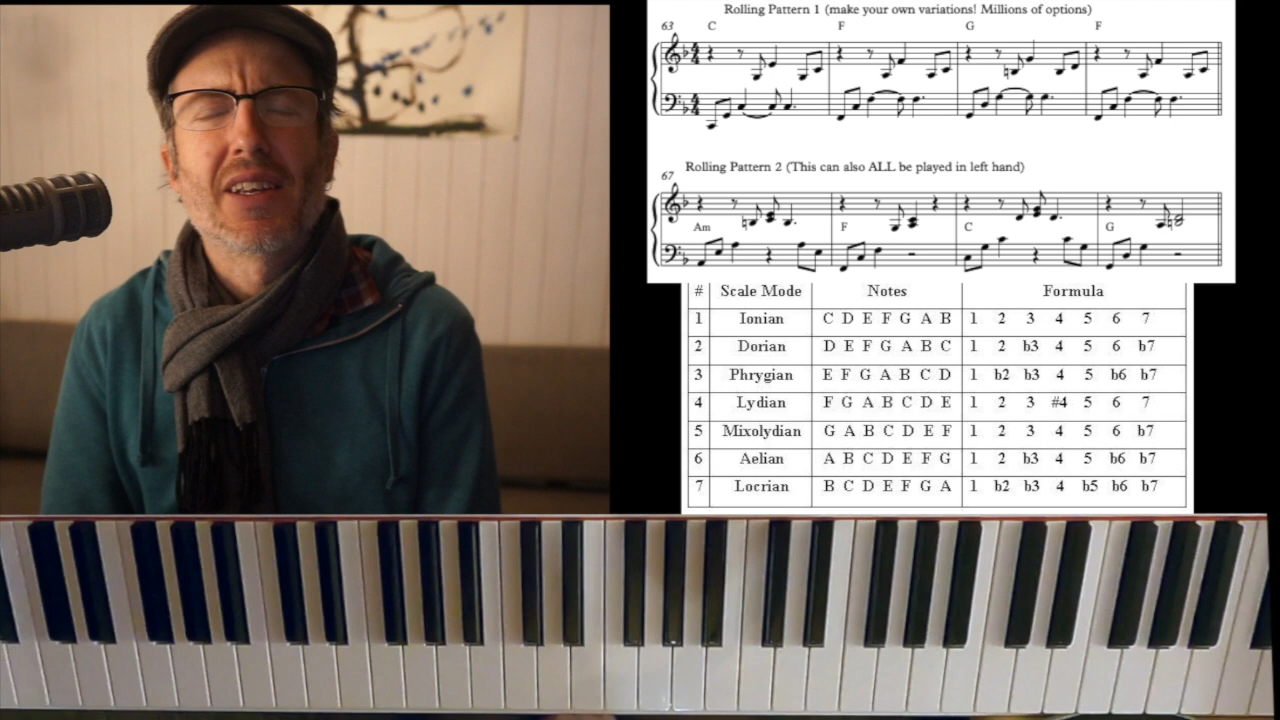 Rolling Pattern 1 (make your own variations! Millions of options)
63 C F G F
Rolling Pattern 2 (This can also ALL be played in left hand)
67
Am F C G
# Scale Mode Notes Formula
1 Ionian C D E F G A B 1 2 3 4 5 6 7
2 Dorian D E F G A B C 1 2 b3 4 5 6 b7
3 Phrygian E F G A B C D 1 b2 b3 4 5 b6 b7
4 Lydian F G A B C D E 1 2 3 #4 5 6 7
5 Mixolydian G A B C D E F 1 2 3 4 5 6 b7
6 Aelian A B C D E F G 1 2 b3 4 5 b6 b7
7 Locrian B C D E F G A 1 b2 b3 4 b5 b6 b7